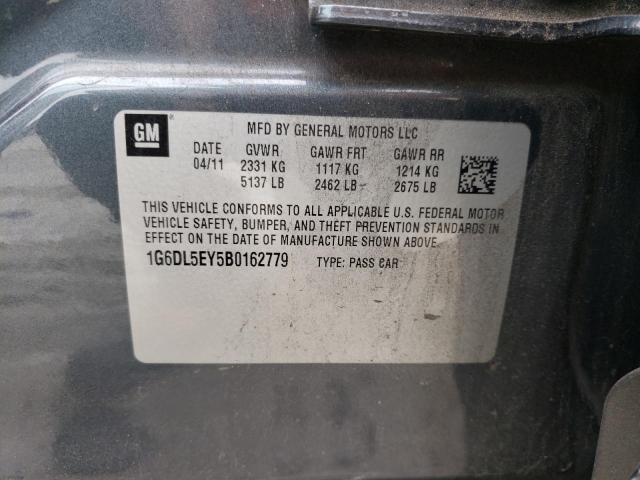 GM
MFD BY GENERAL MOTORS LLC
DATE GVWR GAWR FRT GAWR RR
04/11 2331 KG 1117 KG 1214 KG
5137 LB 2462 LB 2675 LB
THIS VEHICLE CONFORMS TO ALL APPLICABLE U.S. FEDERAL MOTOR
VEHICLE SAFETY, BUMPER, AND THEFT PREVENTION STANDARDS IN
EFFECT ON THE DATE OF MANUFACTURE SHOWN ABOVE.
1G6DL5EY5B0162779 TYPE: PASS CAR